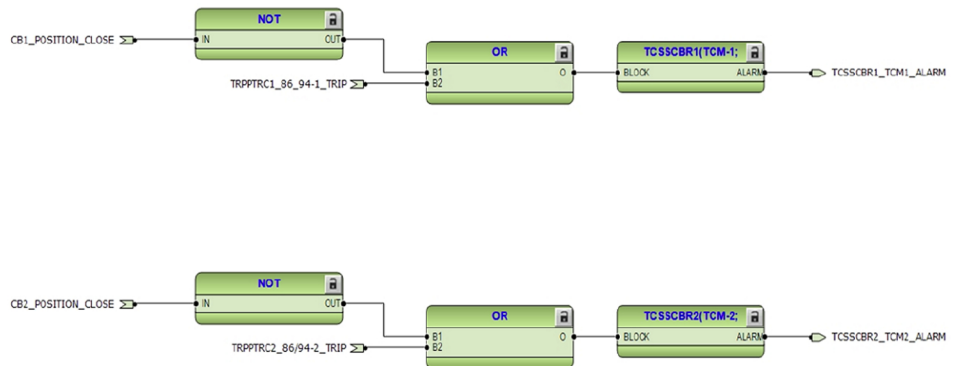 NOT
CB1_POSITION_CLOSE
IN
OUT
OR
TCSSCBR1(TCM-1;
B1
O
BLOCK
ALARM
TCSSCBR1_TCM1_ALARM
TRPPTRC1_86_94-1_TRIP
B2
NOT
CB2_POSITION_CLOSE
IN
OUT
OR
TCSSCBR2(TCM-2;
B1
O
BLOCK
ALARM
TCSSCBR2_TCM2_ALARM
TRPPTRC2_86/94-2_TRIP
B2